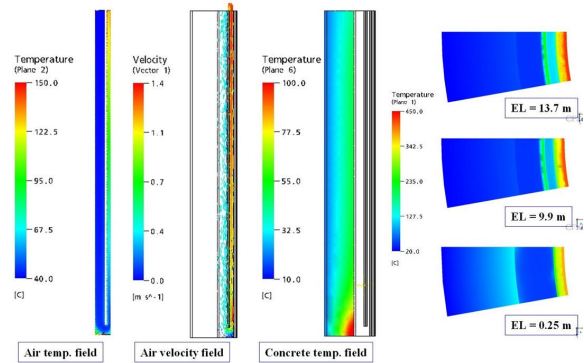 Temperature
(Plane 2)
150.0
122.5
95.0
67.5
40.0
[C]
Air temp. field
Velocity
(Vector 1)
1.4
1.1
0.7
0.4
0.0
[m s^-1]
Air velocity field
Temperature
(Plane 6)
100.0
77.5
55.0
32.5
10.0
[C]
Concrete temp. field
Temperature
(Plane 1)
450.0
342.5
235.0
127.5
20.0
[C]
EL = 13.7 m
EL = 9.9 m
EL = 0.25 m